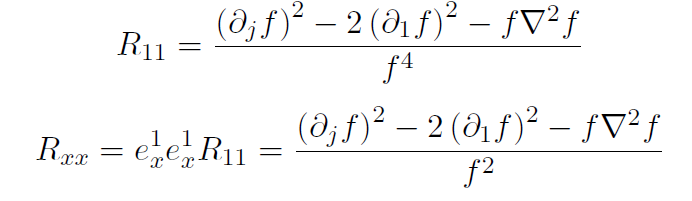 R_{11} = \frac{(\partial_j f)^2 - 2 (\partial_1 f)^2 - f \nabla^2 f}{f^4}
R_{xx} = e^1_x e^1_x R_{11} = \frac{(\partial_j f)^2 - 2 (\partial_1 f)^2 - f \nabla^2 f}{f^2}